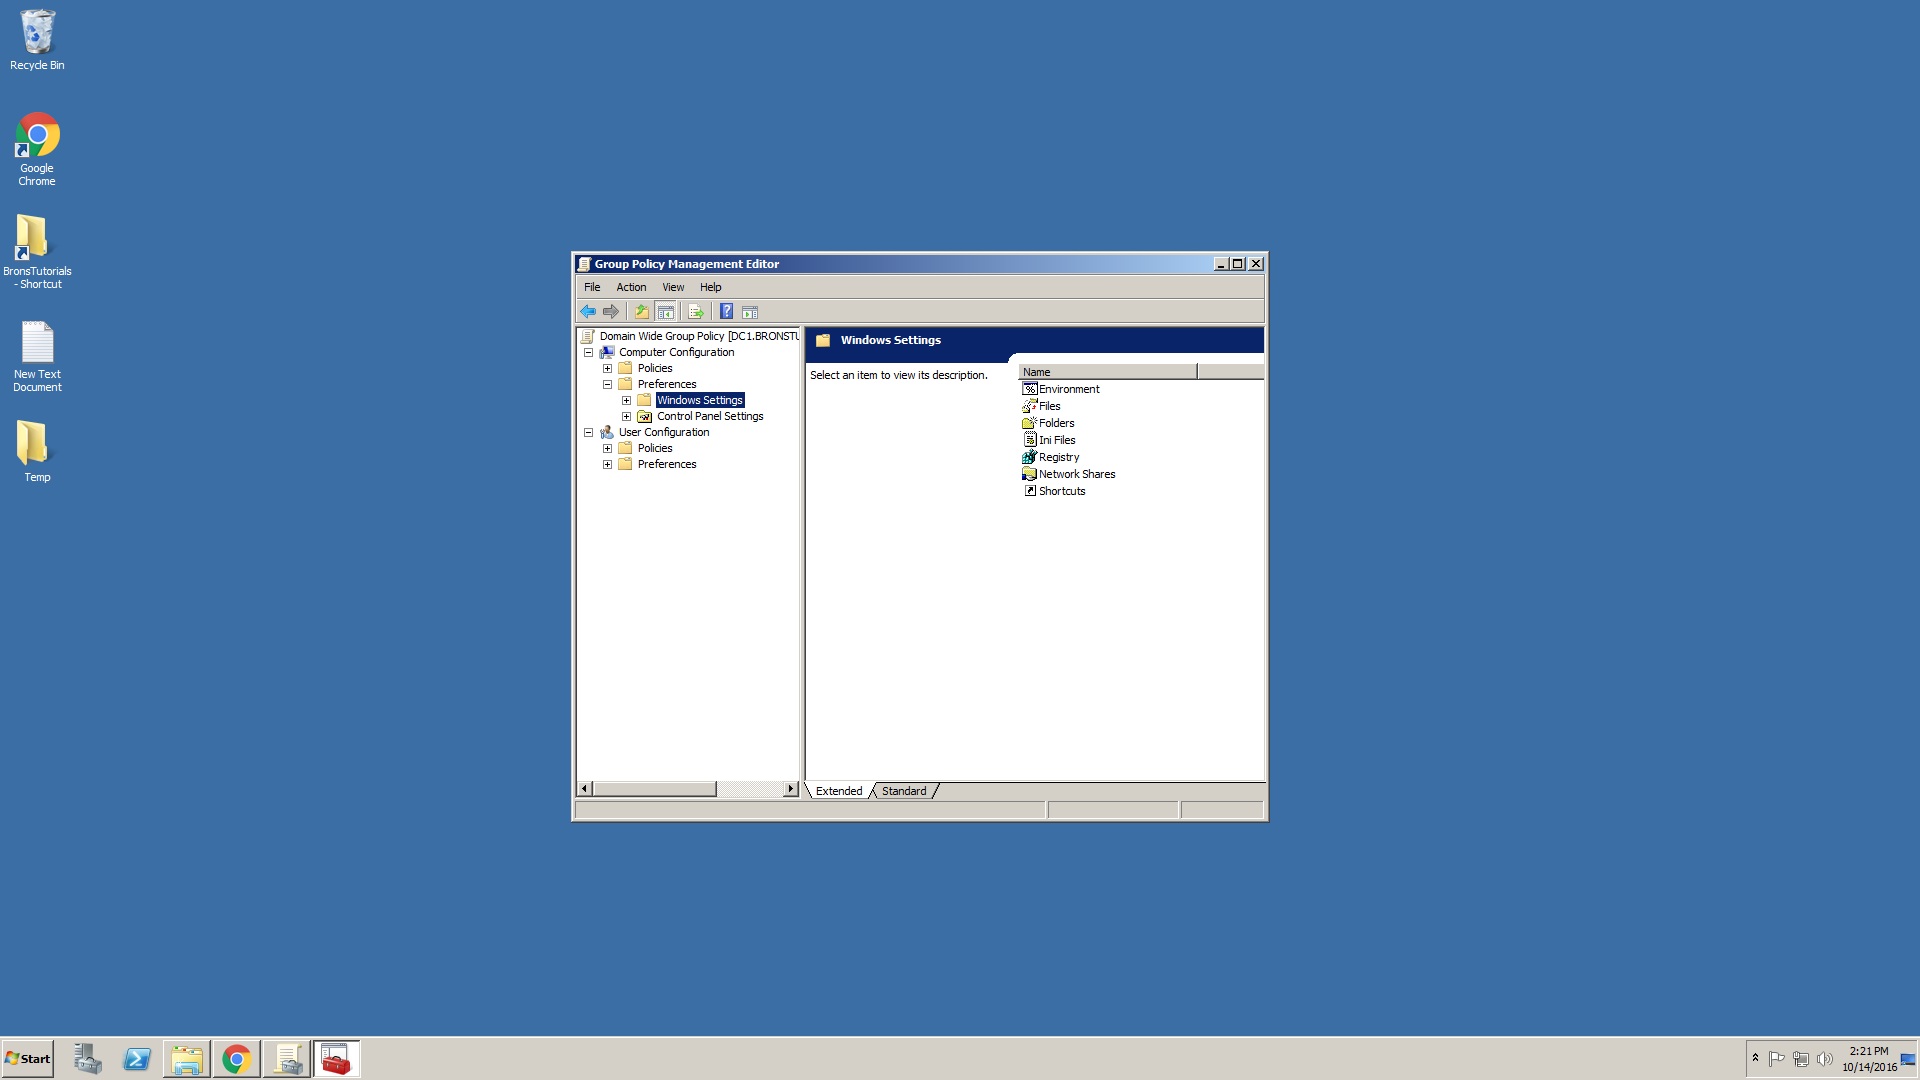 Recycle Bin
Google
Chrome
BronsTutorials
- Shortcut
New Text
Document
Temp
Group Policy Management Editor
File Action View Help
Domain Wide Group Policy [DC1.BRONSTU
Computer Configuration
Policies
Preferences
Windows Settings
Control Panel Settings
User Configuration
Policies
Preferences
Windows Settings
Select an item to view its description.
Name
Environment
Files
Folders
Ini Files
Registry
Network Shares
Shortcuts
Extended Standard
Start
2:21 PM
10/14/2016